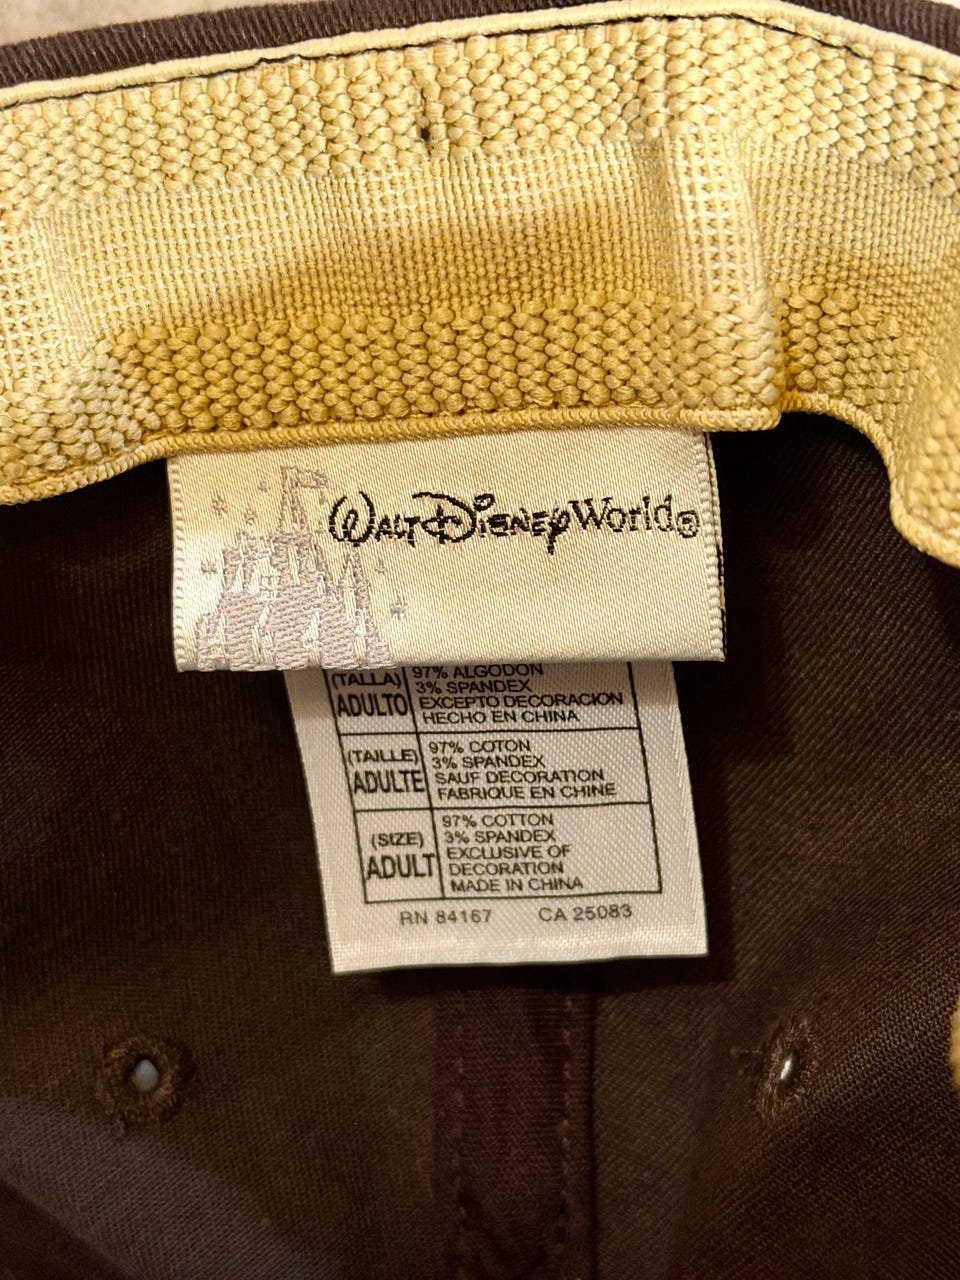 Walt Disney World®
(TALLA)
ADULTO
97% ALGODON
3% SPANDEX
EXCEPTO DECORACION
HECHO EN CHINA
(TAILLE)
ADULTE
97% COTON
3% SPANDEX
SAUF DECORATION
FABRIQUE EN CHINE
(SIZE)
ADULT
97% COTTON
3% SPANDEX
EXCLUSIVE OF
DECORATION
MADE IN CHINA
RN 84167 CA 25083